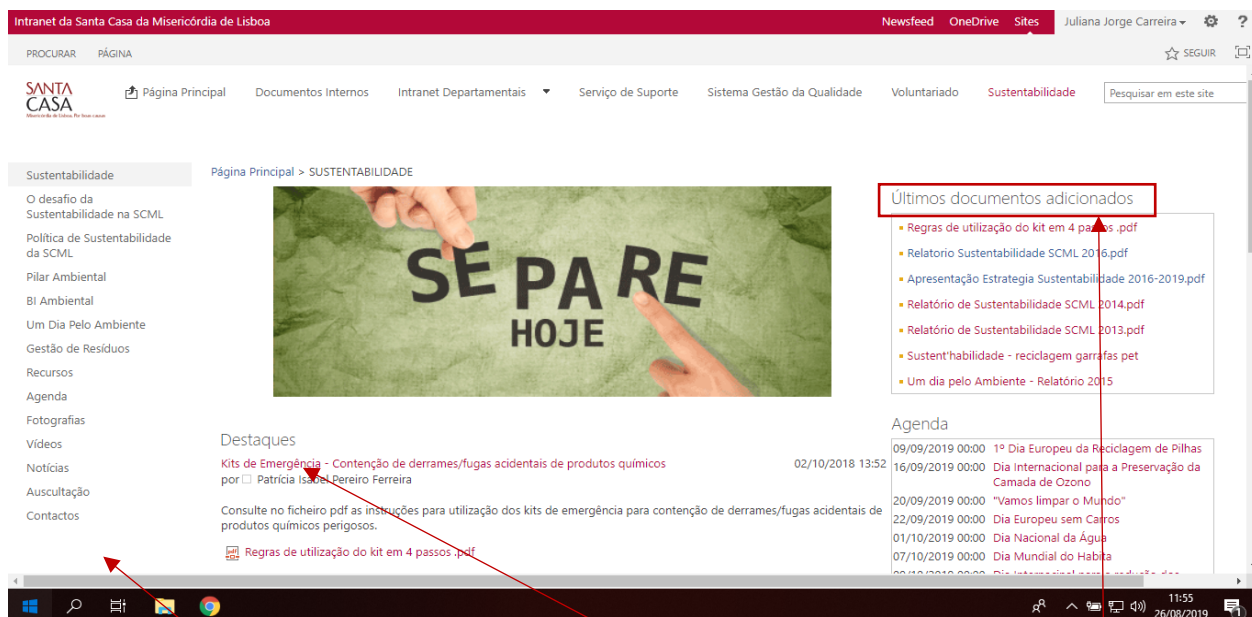 Intranet da Santa Casa da Misericórdia de Lisboa
Newsfeed OneDrive Sites Juliana Jorge Carreira ?
PROCURAR PÁGINA
SEGUIR
SANTA
CASA
Misericórdia de Lisboa. Por boas causas
Página Principal Documentos Internos Intranet Departamentais Serviço de Suporte Sistema Gestão da Qualidade Voluntariado Sustentabilidade
Pesquisar em este site
Sustentabilidade
O desafio da
Sustentabilidade na SCML
Política de Sustentabilidade
da SCML
Pilar Ambiental
BI Ambiental
Um Dia Pelo Ambiente
Gestão de Resíduos
Recursos
Agenda
Fotografias
Vídeos
Notícias
Auscultação
Contactos
Página Principal > SUSTENTABILIDADE
SEPARE
HOJE
Destaques
Kits de Emergência - Contenção de derrames/fugas acidentais de produtos químicos 02/10/2018 13:52
por Patrícia Isabel Pereiro Ferreira
Consulte no ficheiro pdf as instruções para utilização dos kits de emergência para contenção de derrames/fugas acidentais de
produtos químicos perigosos.
Regras de utilização do kit em 4 passos .pdf
Últimos documentos adicionados
Regras de utilização do kit em 4 passos .pdf
Relatorio Sustentabilidade SCML 2016.pdf
Apresentação Estrategia Sustentabilidade 2016-2019.pdf
Relatório de Sustentabilidade SCML 2014.pdf
Relatório de Sustentabilidade SCML 2013.pdf
Sustent'habilidade - reciclagem garrafas pet
Um dia pelo Ambiente - Relatório 2015
Agenda
09/09/2019 00:00 1º Dia Europeu da Reciclagem de Pilhas
16/09/2019 00:00 Dia Internacional para a Preservação da
Camada de Ozono
20/09/2019 00:00 "Vamos limpar o Mundo"
22/09/2019 00:00 Dia Europeu sem Carros
01/10/2019 00:00 Dia Nacional da Água
07/10/2019 00:00 Dia Mundial do Habita
11:55
26/08/2019
1